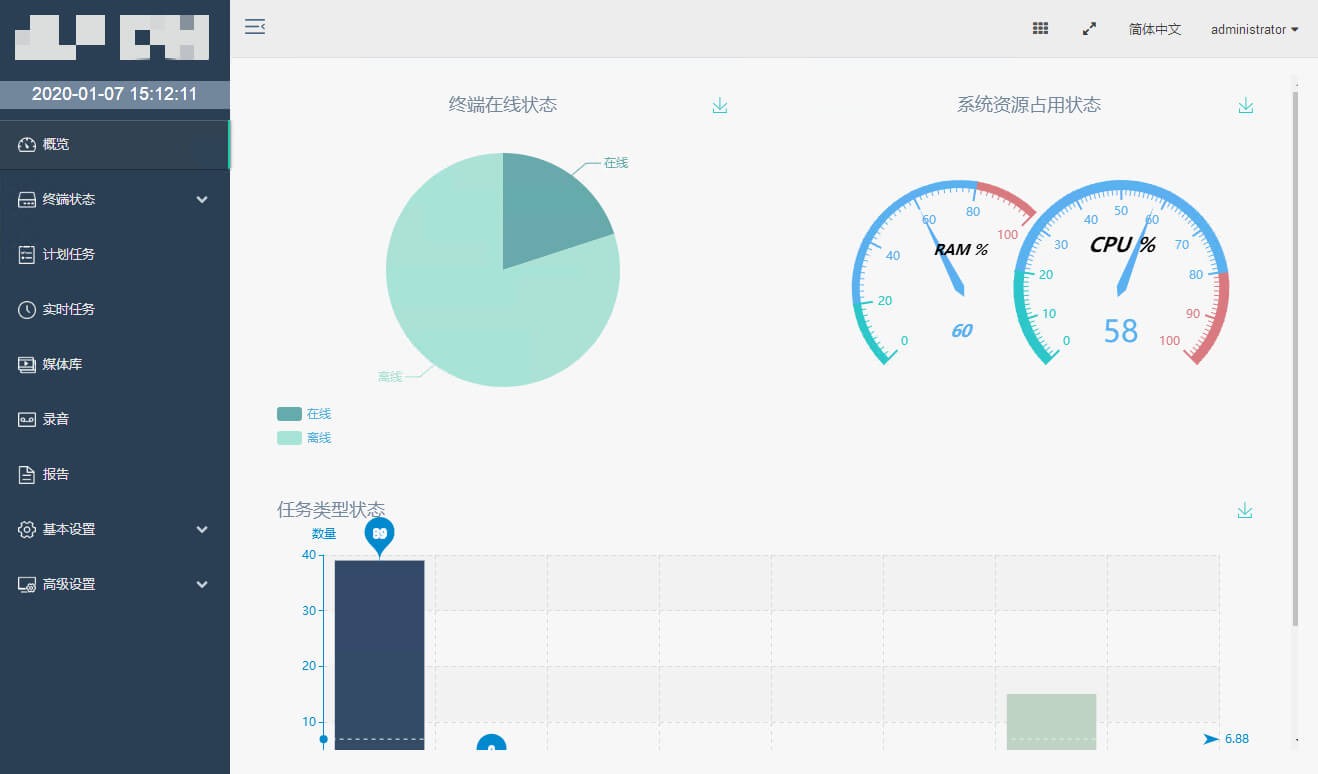 简体中文
administrator
2020-01-07 15:12:11
概览
终端状态
计划任务
实时任务
媒体库
录音
报告
基本设置
高级设置
终端在线状态
在线
离线
在线
离线
系统资源占用状态
0
20
40
60
80
100
RAM %
60
0
10
20
30
40
50
60
70
80
90
100
CPU %
58
任务类型状态
数量
39
40
30
20
10
6.88